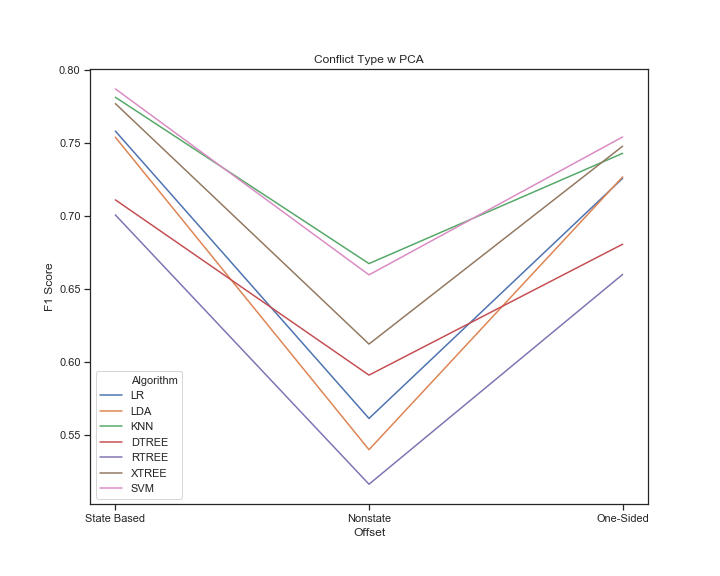 Conflict Type w PCA
0.80
0.75
0.70
0.65
0.60
0.55
F1 Score
Algorithm
LR
LDA
KNN
DTREE
RTREE
XTREE
SVM
State Based
Nonstate
One-Sided
Offset